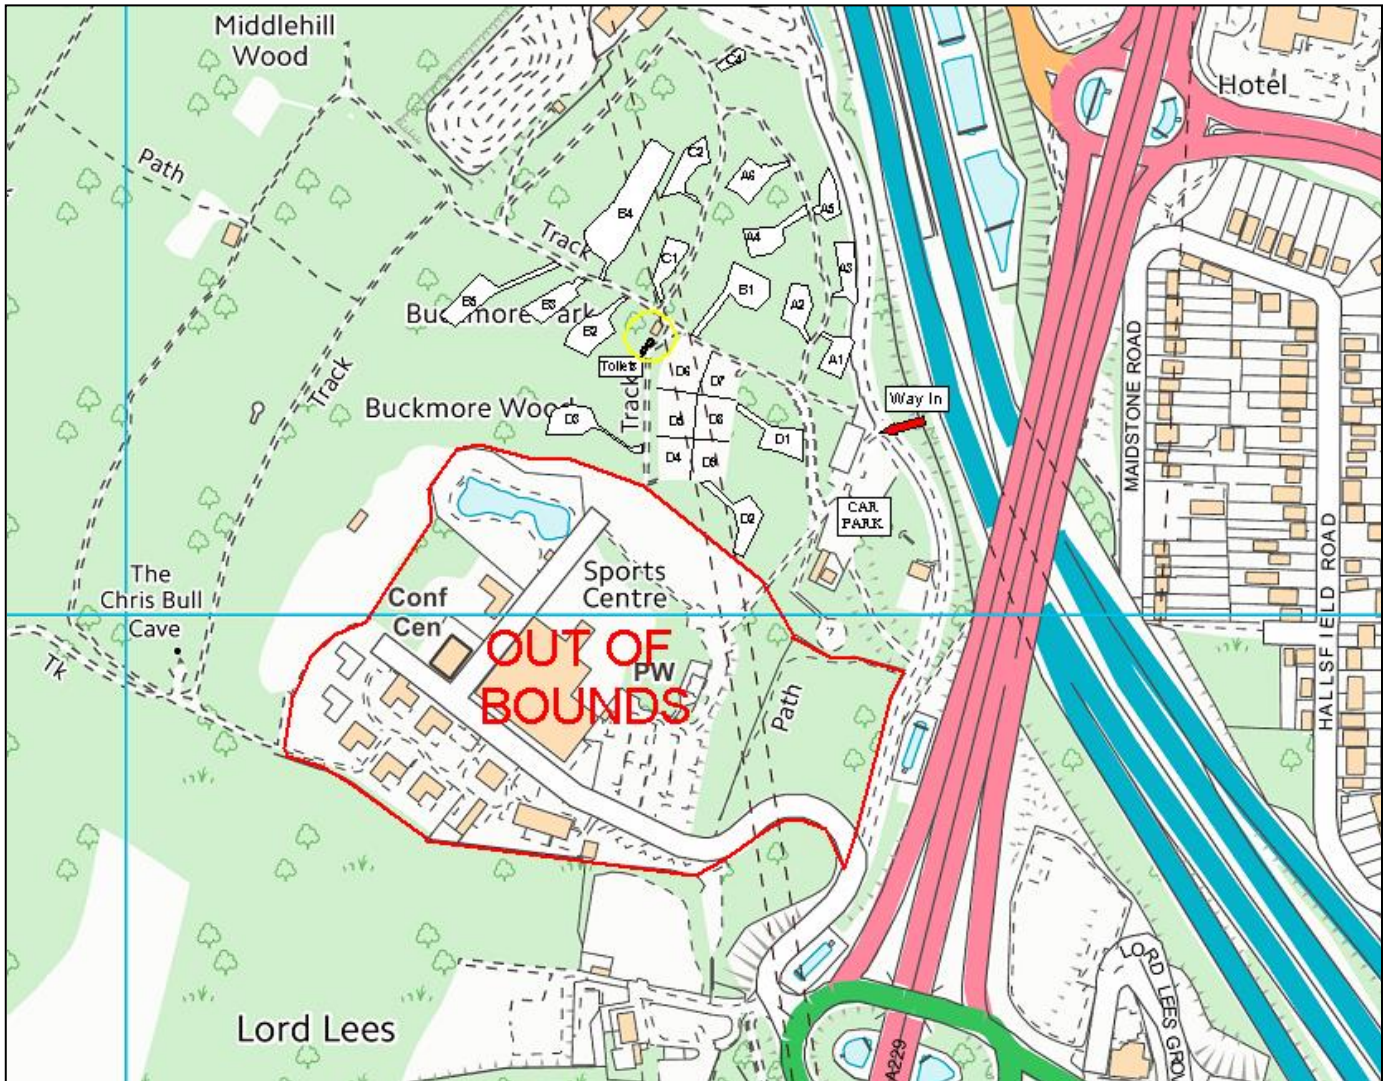 Middlehill
Wood
Hotel
Path
C3
C2
A6
A5
B4
A4
Track
C1
A3
B1
B5
B3
A2
Buckmore Park
B2
A1
Toilets
D6
D7
Track
Track
MAIDSTONE ROAD
Buckmore Wood
D3
D5
D8
Way In
D1
D4
D9
CAR
PARK
D2
HALLSFIELD ROAD
The
Chris Bull
Cave
Sports
Centre
Conf
Cen
OUT OF
BOUNDS
PW
Tk
Path
LORD LEES GROV
Lord Lees
A229